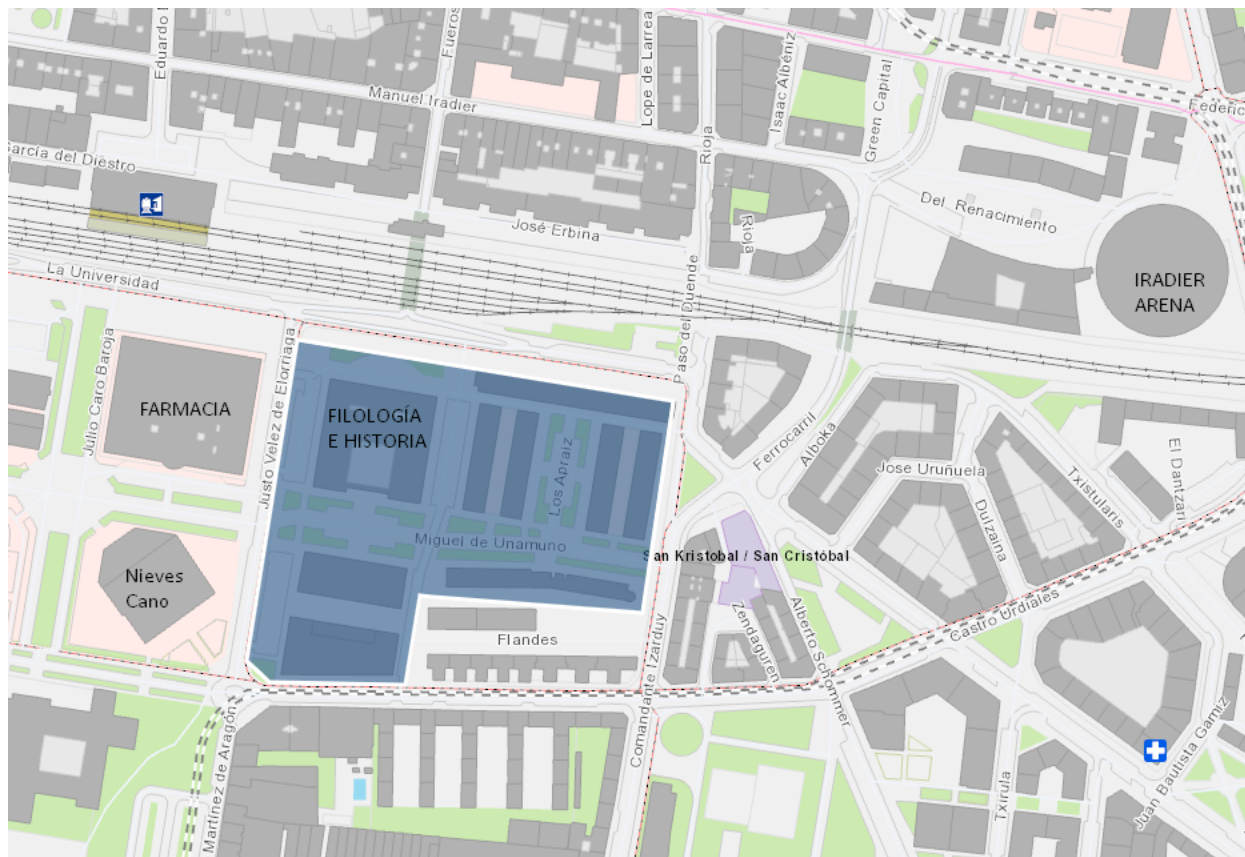 Eduardo
Fueros
Lope de Larrea
Isaac Albéniz
Green Capital
Manuel Iradier
Rioja
Federic
García del Diestro
José Erbina
Rioja
Del Renacimiento
La Universidad
IRADIER
ARENA
Paso del Duende
Julio Caro Baroja
FARMACIA
Justo Velez de Elorriaga
FILOLOGÍA
E HISTORIA
Los Apraiz
Ferrocarril
Alboka
Jose Uruñuela
Txistularis
El Dantzari
Dulzaina
Miguel de Unamuno
San Kristobal / San Cristóbal
Nieves
Cano
Flandes
Comandante Izarduy
Zendaguren
Alberto Schommer
Castro Urdiales
Martínez de Aragón
Txirula
Juan Bautista Gamiz